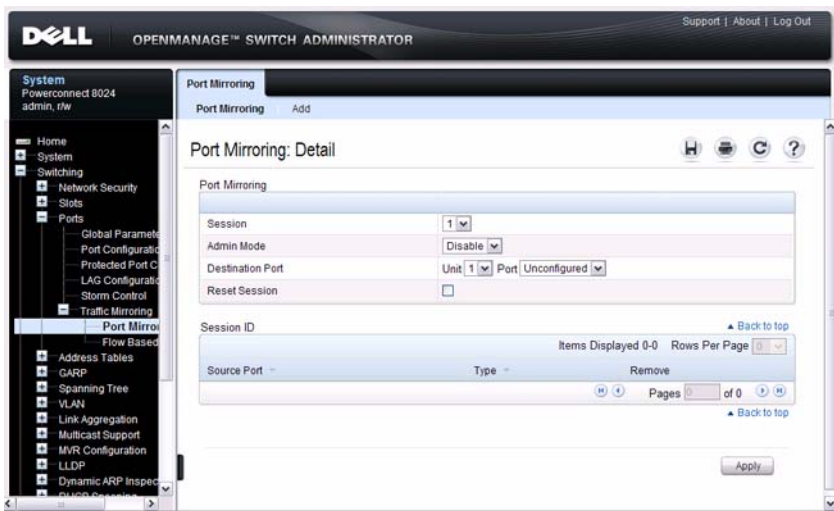 Support | About | Log Out
DELL OPENMANAGE™ SWITCH ADMINISTRATOR
System
Powerconnect 8024
admin, r/w
Home
System
Switching
Network Security
Slots
Ports
Global Paramete
Port Configuratio
Protected Port C
LAG Configuratio
Storm Control
Traffic Mirroring
Port Mirro
Flow Based
Address Tables
GARP
Spanning Tree
VLAN
Link Aggregation
Multicast Support
MVR Configuration
LLDP
Dynamic ARP Inspec
Port Mirroring
Port Mirroring Add
Port Mirroring: Detail
Port Mirroring
Session 1
Admin Mode Disable
Destination Port Unit 1 Port Unconfigured
Reset Session
Session ID Back to top
Items Displayed 0-0 Rows Per Page 0
Source Port Type Remove
Pages 0 of 0
Back to top
Apply